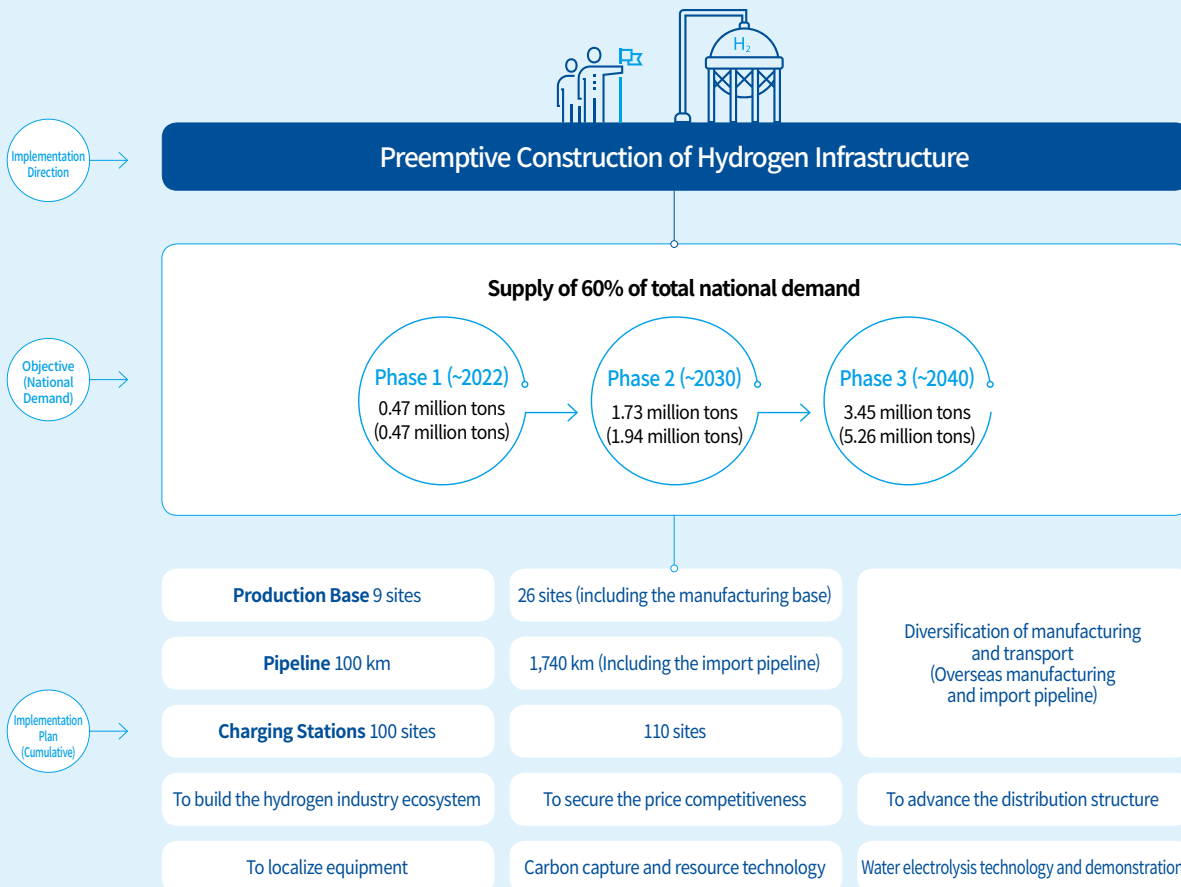 H₂
Implementation
Direction
Preemptive Construction of Hydrogen Infrastructure
Objective
(National
Demand)
Supply of 60% of total national demand
Phase 1 (~2022)
0.47 million tons
(0.47 million tons)
Phase 2 (~2030)
1.73 million tons
(1.94 million tons)
Phase 3 (~2040)
3.45 million tons
(5.26 million tons)
Implementation
Plan
(Cumulative)
Production Base 9 sites
26 sites (including the manufacturing base)
Diversification of manufacturing
and transport
(Overseas manufacturing
and import pipeline)
Pipeline 100 km
1,740 km (Including the import pipeline)
Charging Stations 100 sites
110 sites
To build the hydrogen industry ecosystem
To secure the price competitiveness
To advance the distribution structure
To localize equipment
Carbon capture and resource technology
Water electrolysis technology and demonstration